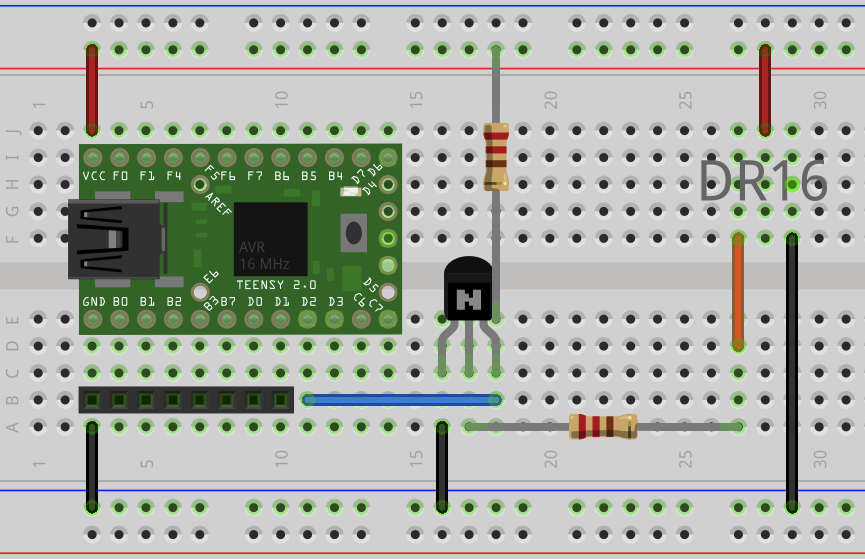 1 5 10 15 20 25 30
J
I
VCC F0 F1 F4 F5 F6 F7 B6 B5 B4 D7 D6
H
D4
DR16
AREF
G
F
AVR
16 MHz
E6
D5
TEENSY 2.0
GND B0 B1 B2 B3 B7 D0 D1 D2 D3 C6 C7
E
N
D
C
B
A
1 5 10 15 20 25 30